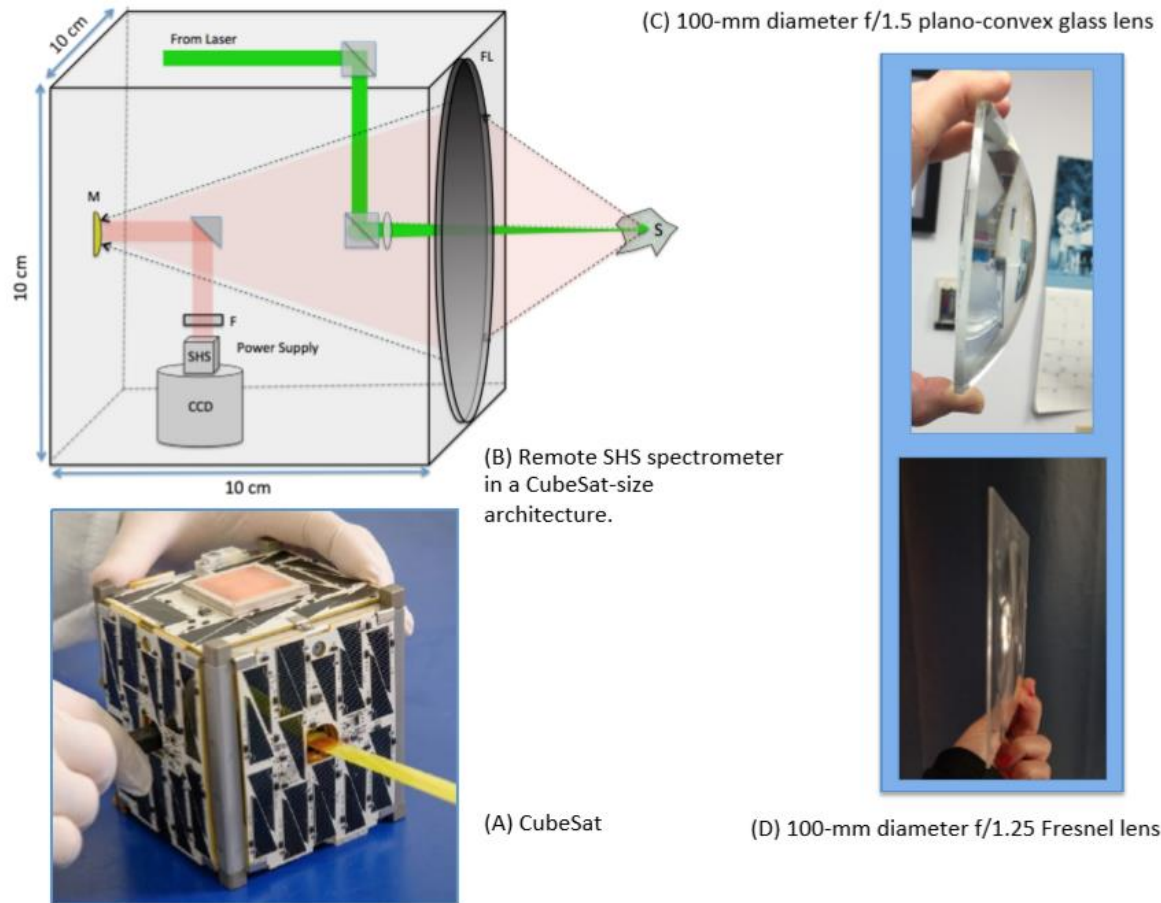 (C) 100-mm diameter f/1.5 plano-convex glass lens
10 cm
From Laser
FL
M
S
10 cm
F
SHS
Power Supply
CCD
10 cm
(B) Remote SHS spectrometer
in a CubeSat-size
architecture.
(A) CubeSat
(D) 100-mm diameter f/1.25 Fresnel lens